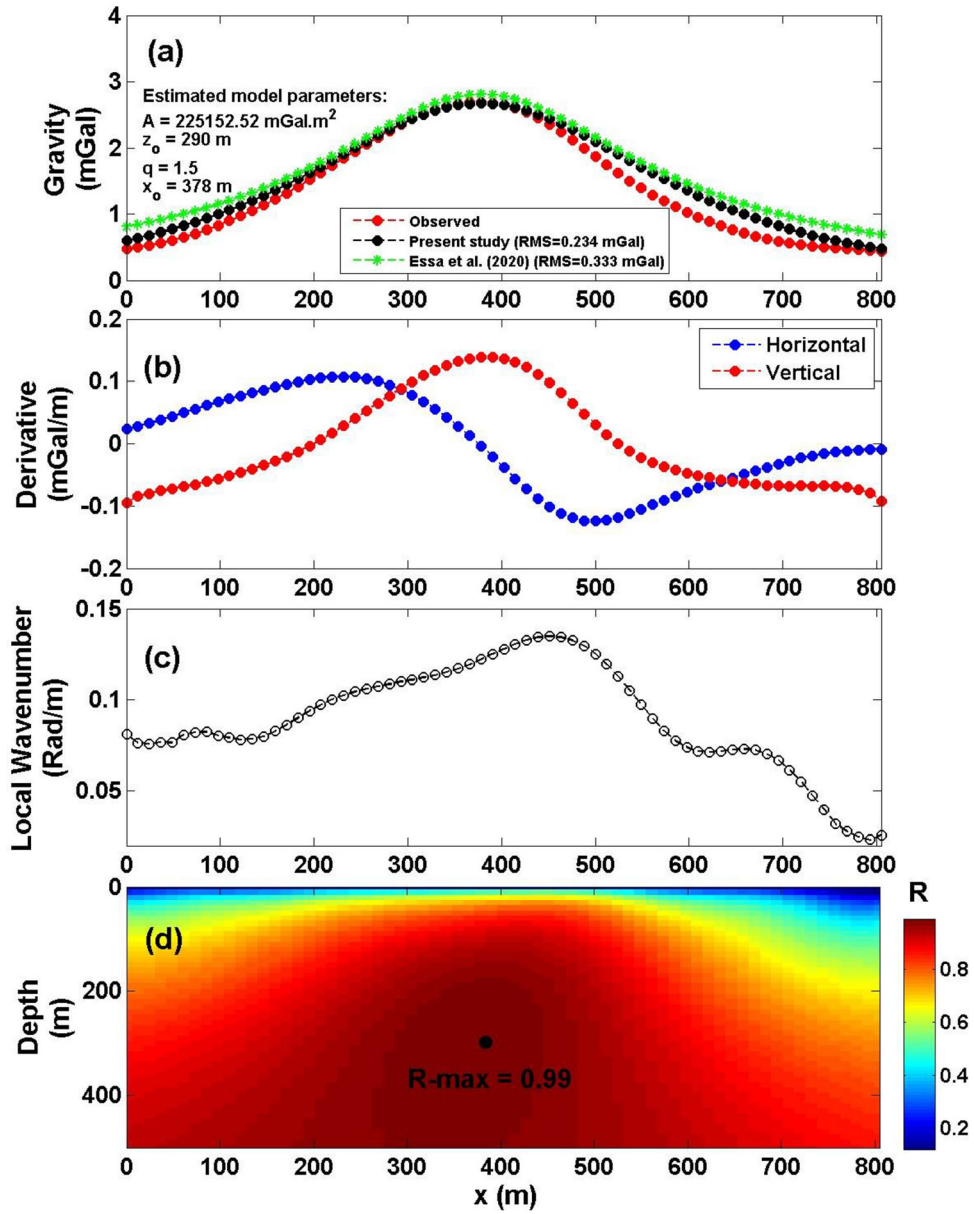 (a)
4
3
2
1
0
Gravity
(mGal)
Estimated model parameters:
A = 225152.52 mGal.m²
zₒ = 290 m
q = 1.5
xₒ = 378 m
Observed
Present study (RMS=0.234 mGal)
Essa et al. (2020) (RMS=0.333 mGal)
0 100 200 300 400 500 600 700 800
(b)
0.2
0.1
0
-0.1
-0.2
Derivative
(mGal/m)
Horizontal
Vertical
0 100 200 300 400 500 600 700 800
(c)
0.15
0.1
0.05
Local Wavenumber
(Rad/m)
0 100 200 300 400 500 600 700 800
(d)
0
200
400
Depth
(m)
R-max = 0.99
R
0.8
0.6
0.4
0.2
0 100 200 300 400 500 600 700 800
x (m)